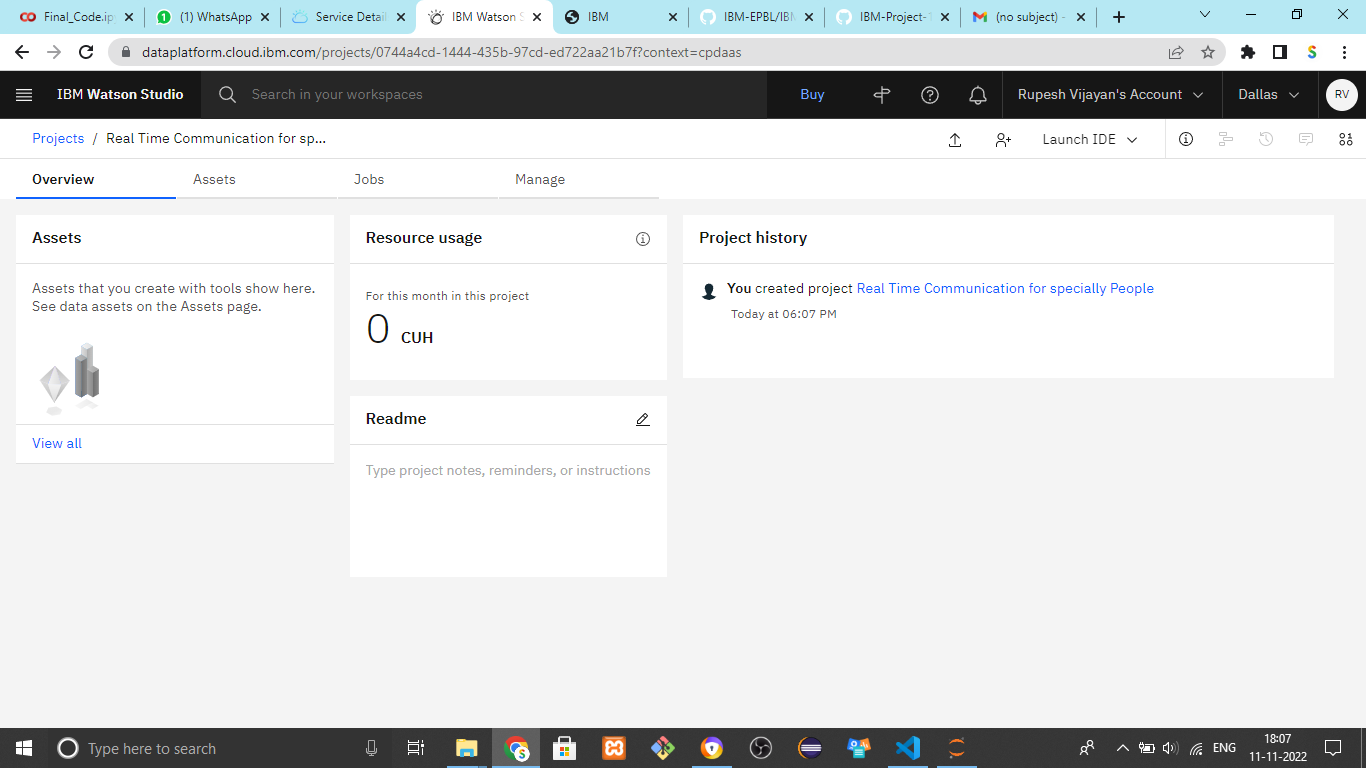 Final_Code.ip
(1) WhatsApp
Service Detail
IBM Watson S
IBM
IBM-EPBL/IBM
IBM-Project-1
(no subject) -
dataplatform.cloud.ibm.com/projects/0744a4cd-1444-435b-97cd-ed722aa21b7f?context=cpdaas
IBM Watson Studio
Search in your workspaces
Buy
Rupesh Vijayan's Account
Dallas
RV
Projects / Real Time Communication for sp...
Launch IDE
Overview
Assets
Jobs
Manage
Assets
Assets that you create with tools show here.
See data assets on the Assets page.
View all
Resource usage
For this month in this project
0 CUH
Readme
Type project notes, reminders, or instructions
Project history
You created project Real Time Communication for specially People
Today at 06:07 PM
Type here to search
ENG
18:07
11-11-2022